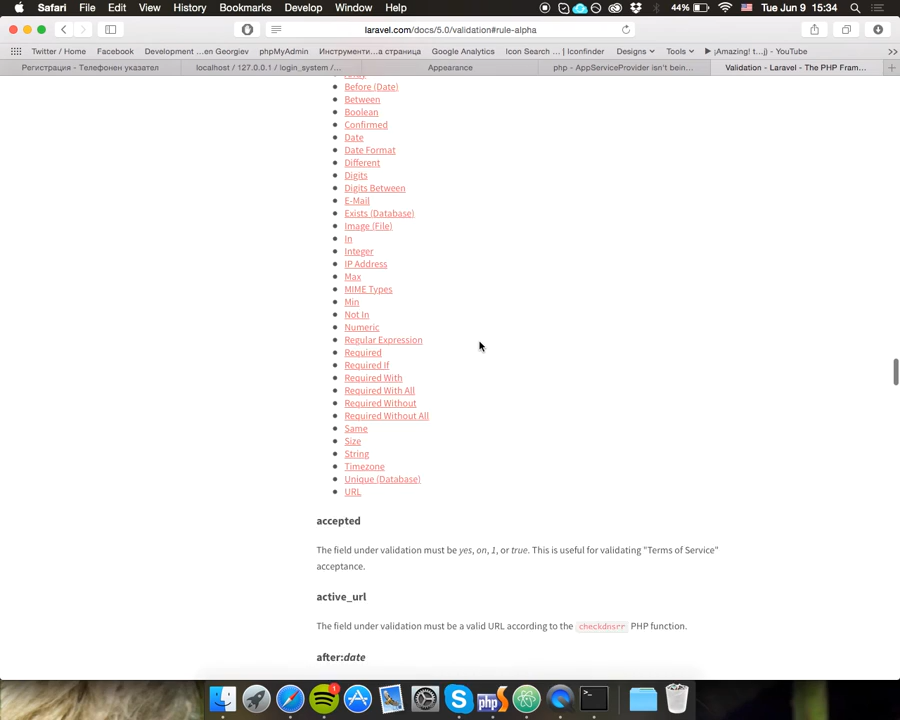 Safari File Edit View History Bookmarks Develop Window Help 44% Tue Jun 9 15:34
laravel.com/docs/5.0/validation#rule-alpha
Twitter / Home Facebook Development ...en Georgiev phpMyAdmin Инструменти...а страница Google Analytics Icon Search ... | Iconfinder Designs Tools ▶ ¡Amazing! t...j) - YouTube >>
Регистрация - Телефонен указател localhost / 127.0.0.1 / login_system /... Appearance php - AppServiceProvider isn't bein... Validation - Laravel - The PHP Fram... +
Before (Date)
Between
Boolean
Confirmed
Date
Date Format
Different
Digits
Digits Between
E-Mail
Exists (Database)
Image (File)
In
Integer
IP Address
Max
MIME Types
Min
Not In
Numeric
Regular Expression
Required
Required If
Required With
Required With All
Required Without
Required Without All
Same
Size
String
Timezone
Unique (Database)
URL
accepted
The field under validation must be yes, on, 1, or true. This is useful for validating "Terms of Service"
acceptance.
active_url
The field under validation must be a valid URL according to the checkdnsrr PHP function.
after:date
1
php